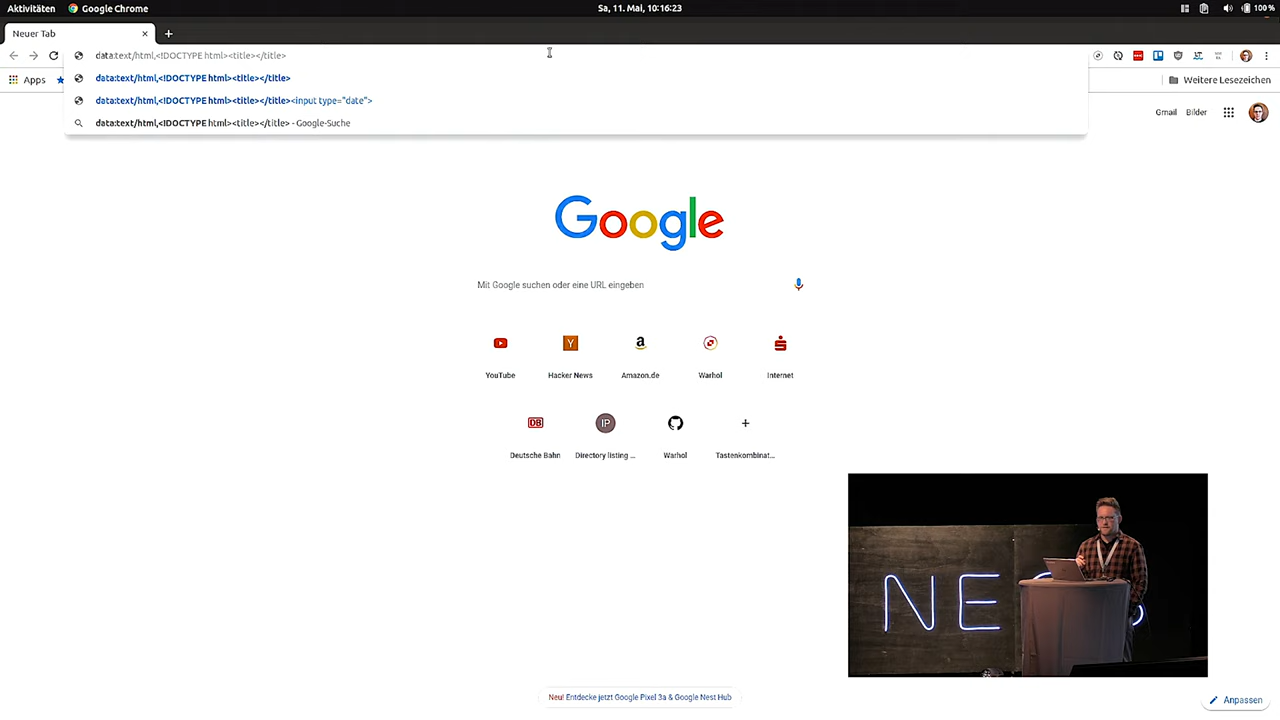 Aktivitäten Google Chrome Sa, 11. Mai, 10:16:23 100%
Neuer Tab
data:text/html,<!DOCTYPE html><title></title>
data:text/html,<!DOCTYPE html><title></title>
Apps Weitere Lesezeichen
data:text/html,<!DOCTYPE html><title></title><input type="date">
data:text/html,<!DOCTYPE html><title></title> - Google-Suche
Gmail Bilder
Google
Mit Google suchen oder eine URL eingeben
YouTube Hacker News Amazon.de Warhol Internet
DB IP
Deutsche Bahn Directory listing ... Warhol Tastenkombinat...
NE
Neu! Entdecke jetzt Google Pixel 3a & Google Nest Hub
Anpassen